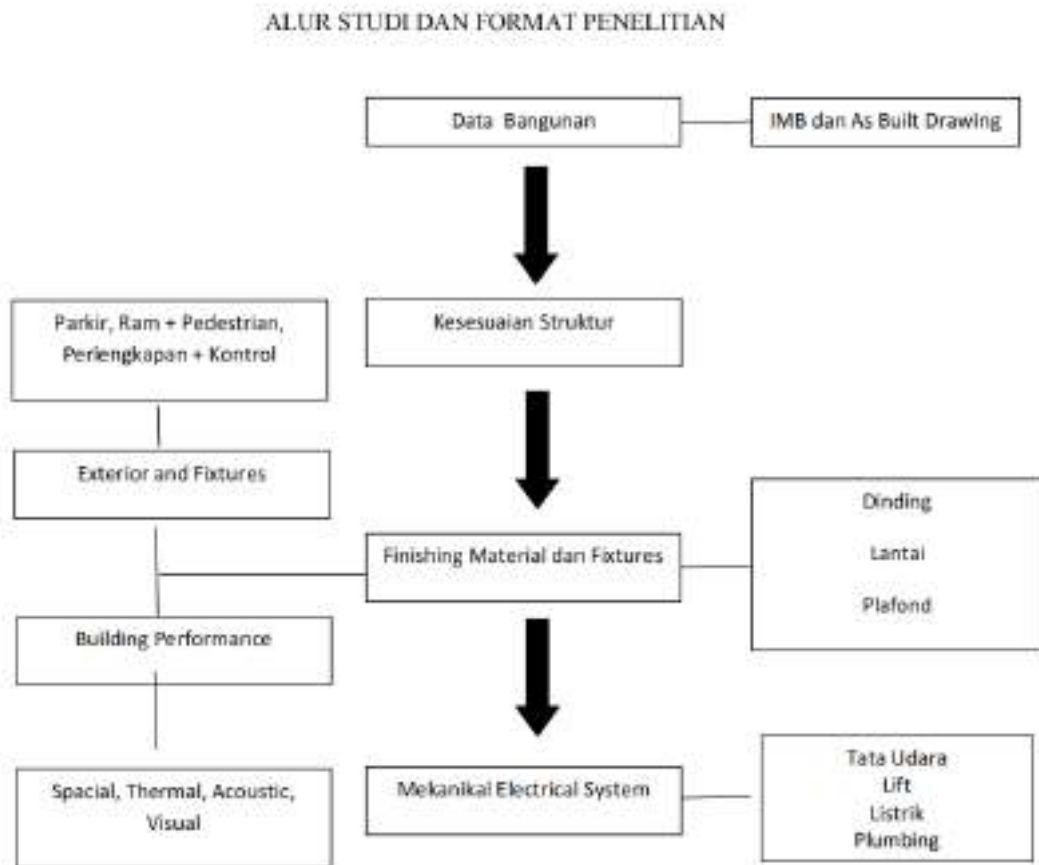 ALUR STUDI DAN FORMAT PENELITIAN
Data Bangunan
IMB dan As Built Drawing
Parkir, Ram + Pedestrian,
Perlengkapan + Kontrol
Kesesuaian Struktur
Exterior and Fixtures
Finishing Material dan Fixtures
Dinding
Lantai
Plafond
Building Performance
Spacial, Thermal, Acoustic,
Visual
Mekanikal Electrical System
Tata Udara
Lift
Listrik
Plumbing